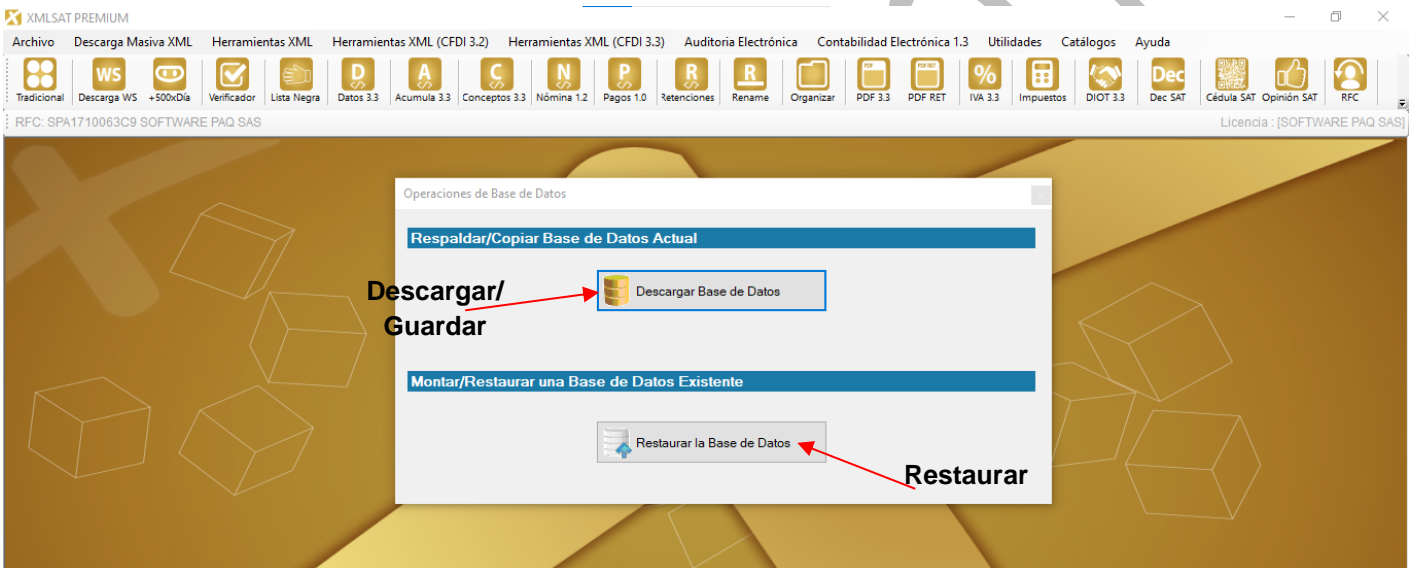 XMLSAT PREMIUM
Archivo Descarga Masiva XML Herramientas XML Herramientas XML (CFDI 3.2) Herramientas XML (CFDI 3.3) Auditoria Electrónica Contabilidad Electrónica 1.3 Utilidades Catálogos Ayuda
WS D A C N P R R PDF PDF RET % Dec
Tradicional Descarga WS +500xDía Verificador Lista Negra Datos 3.3 Acumula 3.3 Conceptos 3.3 Nómina 1.2 Pagos 1.0 Retenciones Rename Organizar PDF 3.3 PDF RET IVA 3.3 Impuestos DIOT 3.3 Dec SAT Cédula SAT Opinión SAT RFC
RFC: SPA1710063C9 SOFTWARE PAQ SAS Licencia : [SOFTWARE PAQ SAS]
Operaciones de Base de Datos
Respaldar/Copiar Base de Datos Actual
Descargar/
Guardar
Descargar Base de Datos
Montar/Restaurar una Base de Datos Existente
Restaurar la Base de Datos
Restaurar